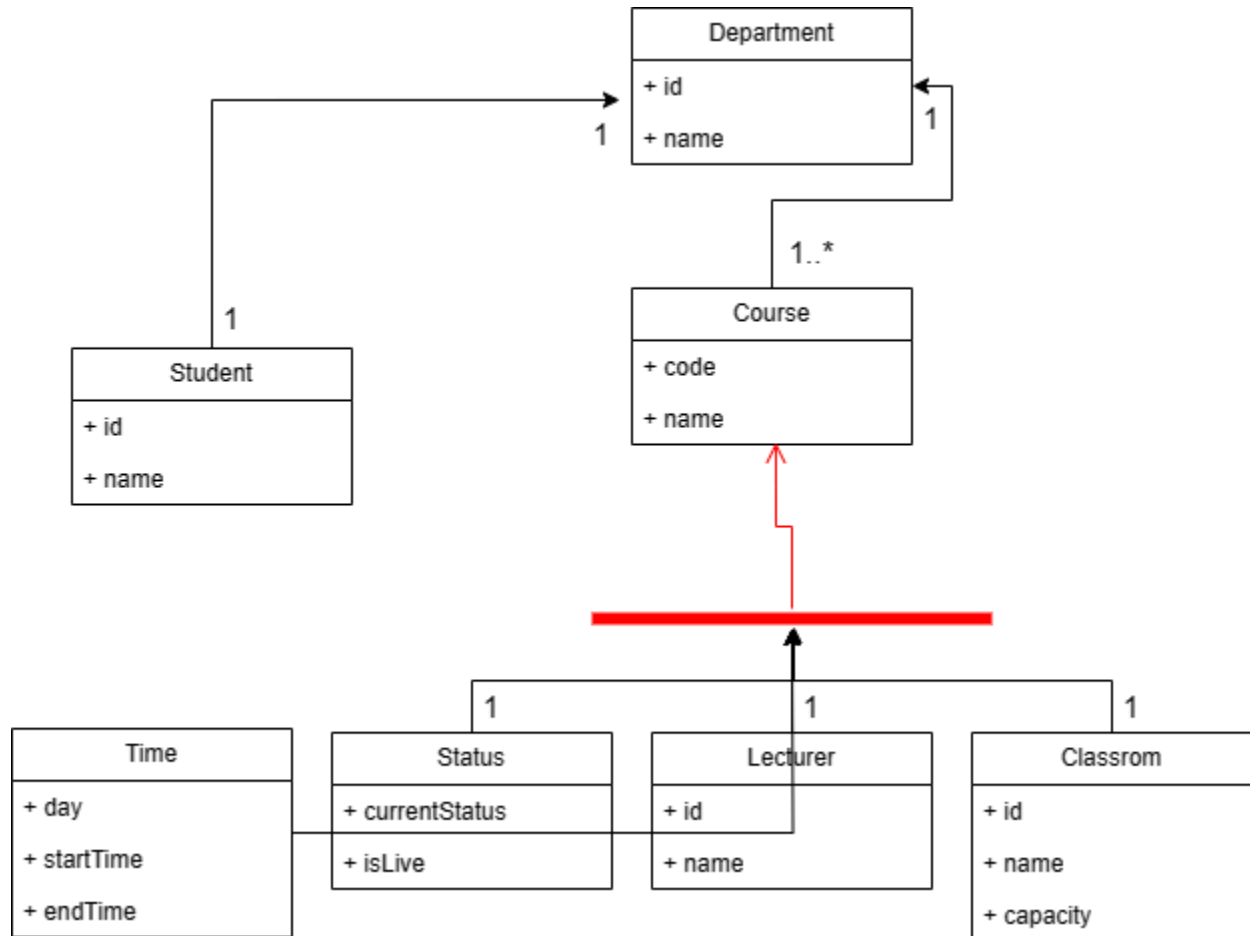 Department
+ id
+ name
1
1
1..*
Course
+ code
+ name
1
Student
+ id
+ name
1
1
1
Time
+ day
+ startTime
+ endTime
Status
+ currentStatus
+ isLive
Lecturer
+ id
+ name
Classrom
+ id
+ name
+ capacity